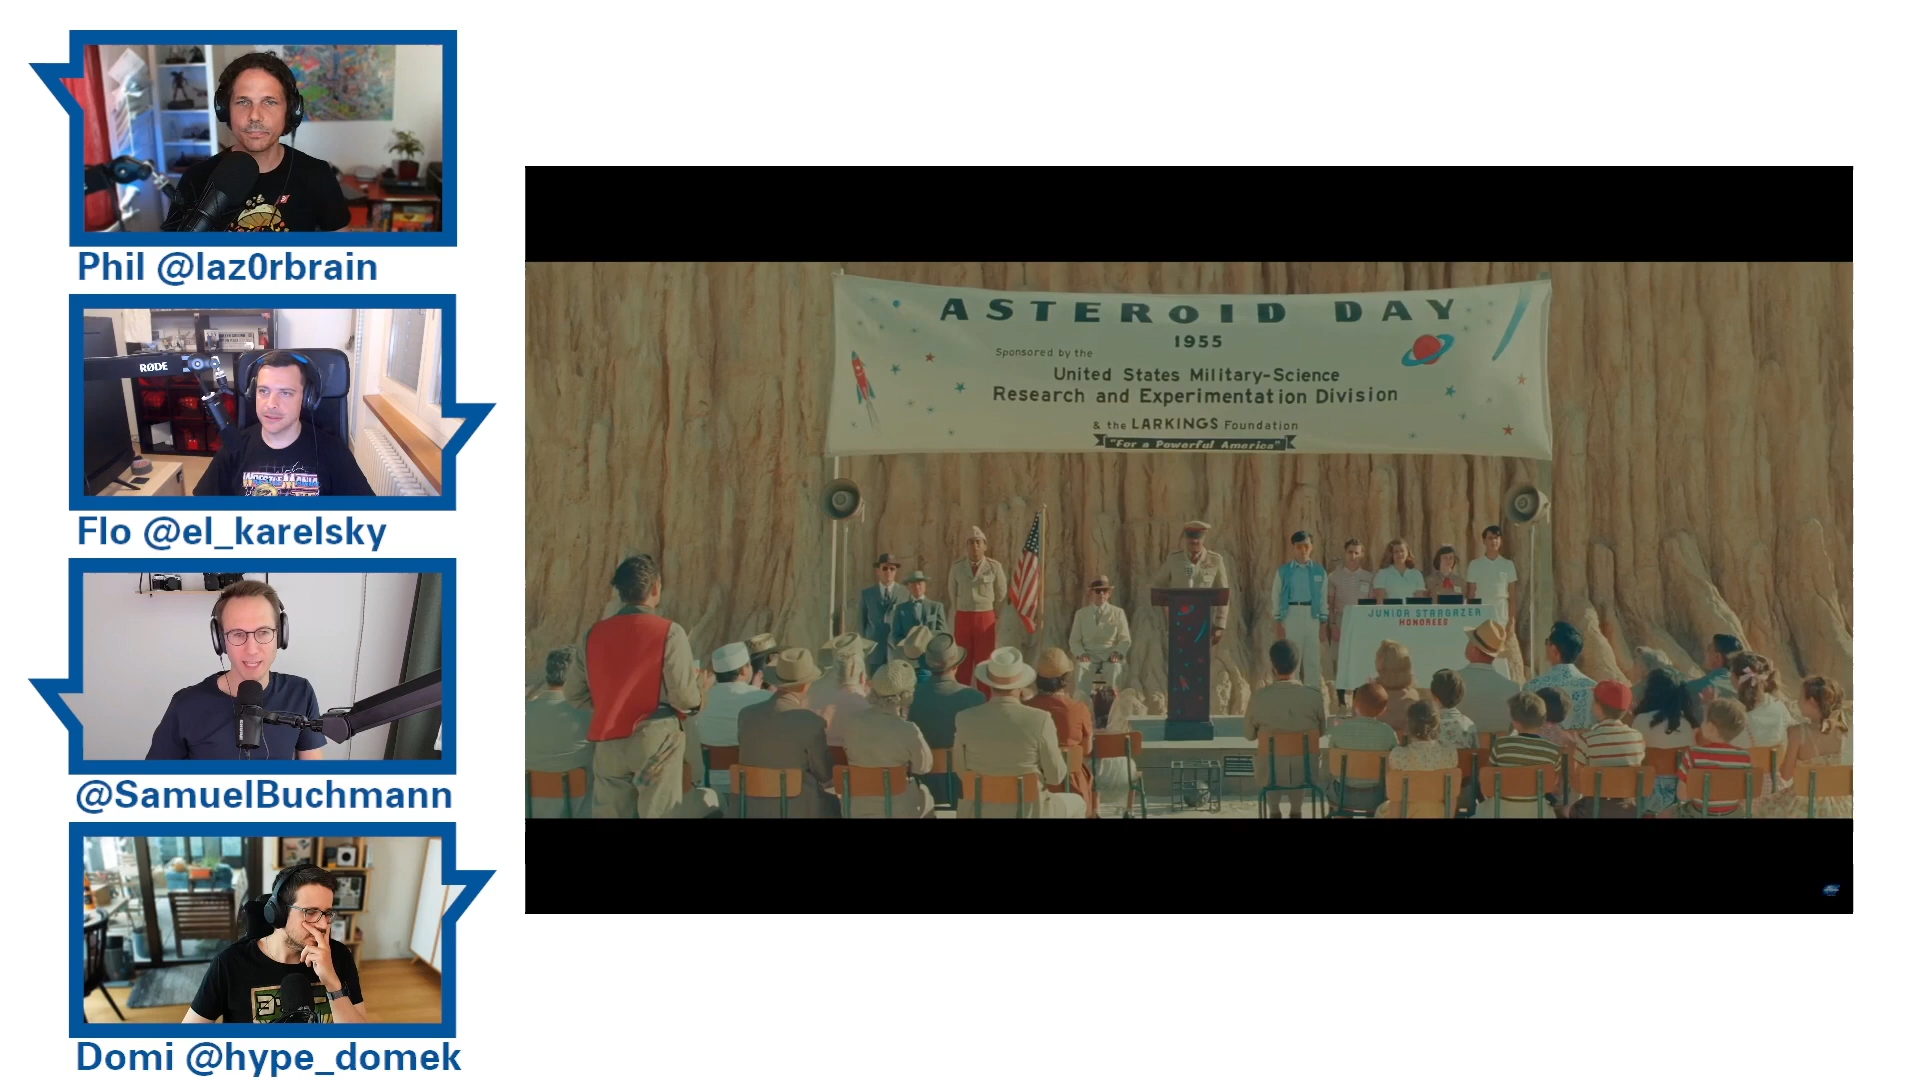 Phil @laz0rbrain
RØDE
Flo @el_karelsky
@SamuelBuchmann
Domi @hype_domek
ASTEROID DAY
1955
Sponsored by the
United States Military-Science
Research and Experimentation Division
& the LARKINGS Foundation
"For a Powerful America"
JUNIOR STARGAZER
HONOREES